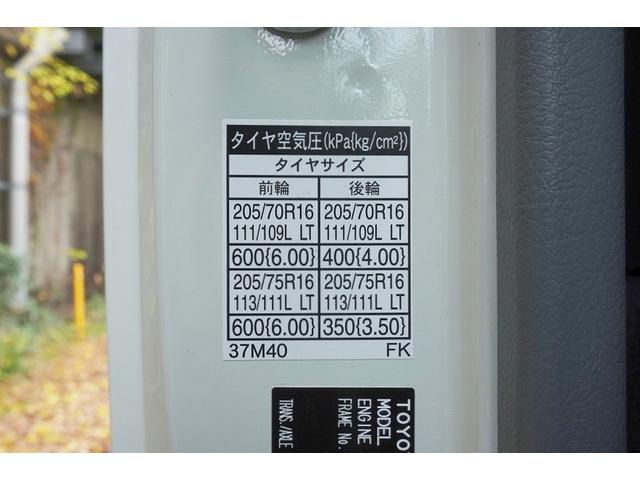 タイヤ空気圧(kPa{kg/cm²})
タイヤサイズ
前輪 後輪
205/70R16 205/70R16
111/109L LT 111/109L LT
600{6.00} 400{4.00}
205/75R16 205/75R16
113/111L LT 113/111L LT
600{6.00} 350{3.50}
37M40 FK
MODEL
ENGINE
FRAME No.
TRANS./AXLE